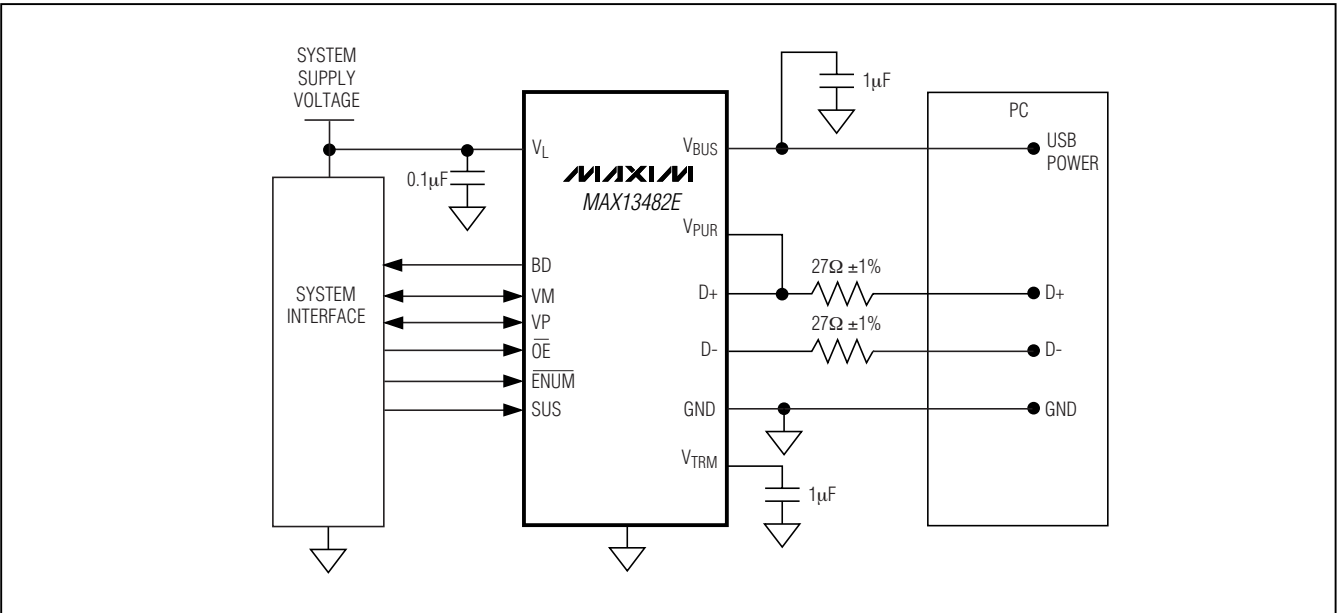 SYSTEM
SUPPLY
VOLTAGE
1µF
PC
VL
VBUS
USB
POWER
0.1µF
MAXIM
MAX13482E
VPUR
BD
27Ω ±1%
SYSTEM
INTERFACE
VM
D+
D+
VP
27Ω ±1%
OE
D-
D-
ENUM
SUS
GND
GND
VTRM
1µF